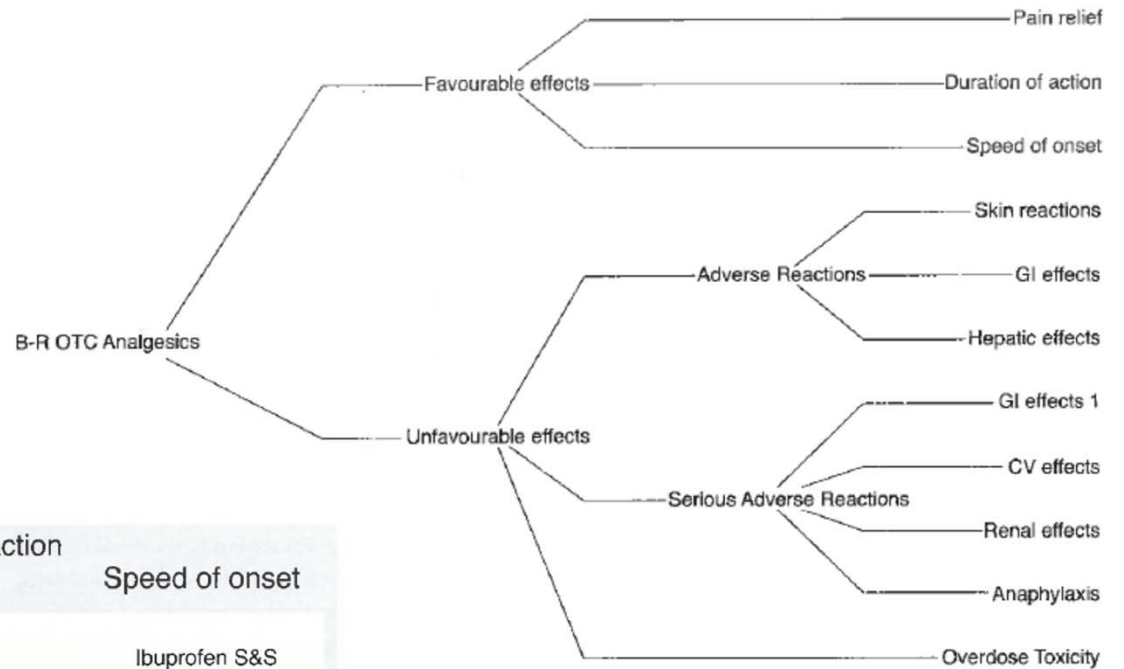 Pain relief
Favourable effects
Duration of action
Speed of onset
Skin reactions
Adverse Reactions
GI effects
Hepatic effects
B-R OTC Analgesics
GI effects 1
Unfavourable effects
CV effects
Serious Adverse Reactions
Renal effects
Anaphylaxis
Overdose Toxicity
ction
Speed of onset
Ibuprofen S&S